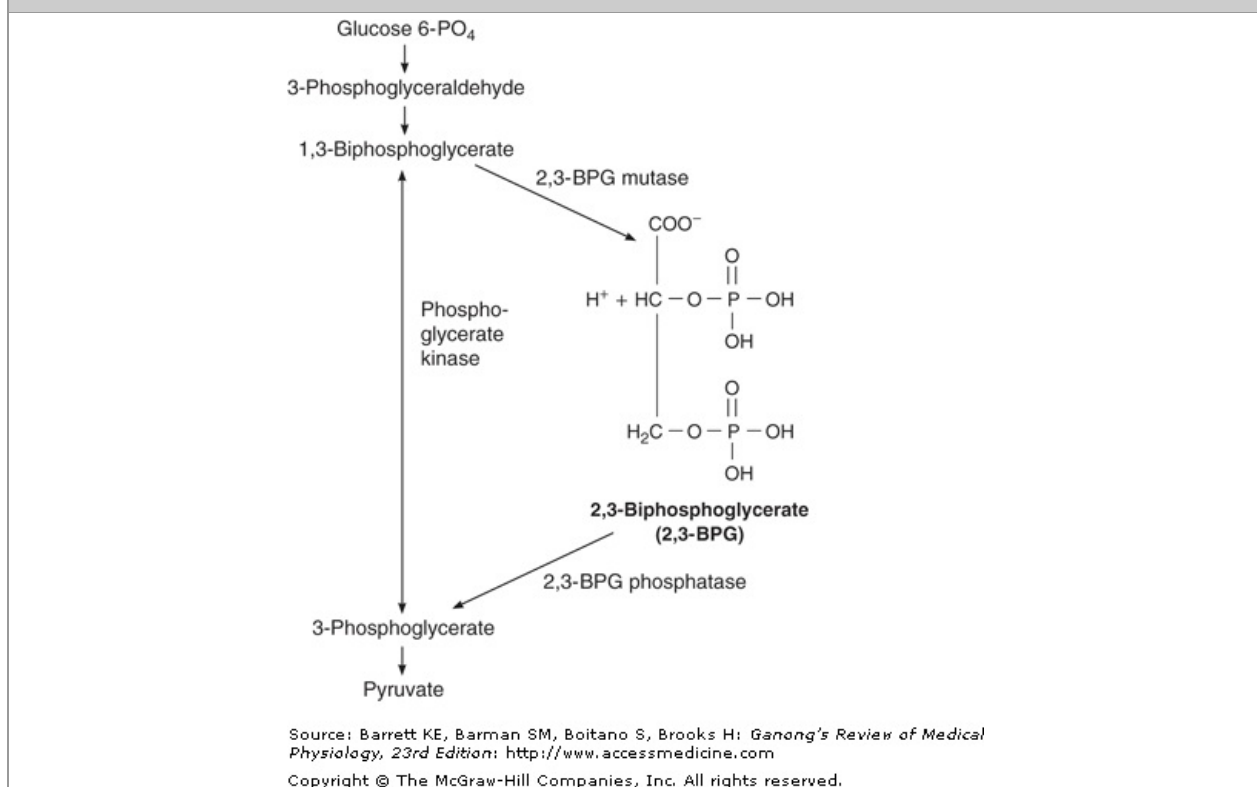 Glucose 6-PO4
3-Phosphoglyceraldehyde
1,3-Biphosphoglycerate
2,3-BPG mutase
COO−
O
H+ + HC—O—P—OH
OH
Phospho-
glycerate
kinase
O
H2C—O—P—OH
OH
2,3-Biphosphoglycerate
(2,3-BPG)
2,3-BPG phosphatase
3-Phosphoglycerate
Pyruvate
Source: Barrett KE, Barman SM, Boitano S, Brooks H: Ganong's Review of Medical
Physiology, 23rd Edition: http://www.accessmedicine.com
Copyright © The McGraw-Hill Companies, Inc. All rights reserved.